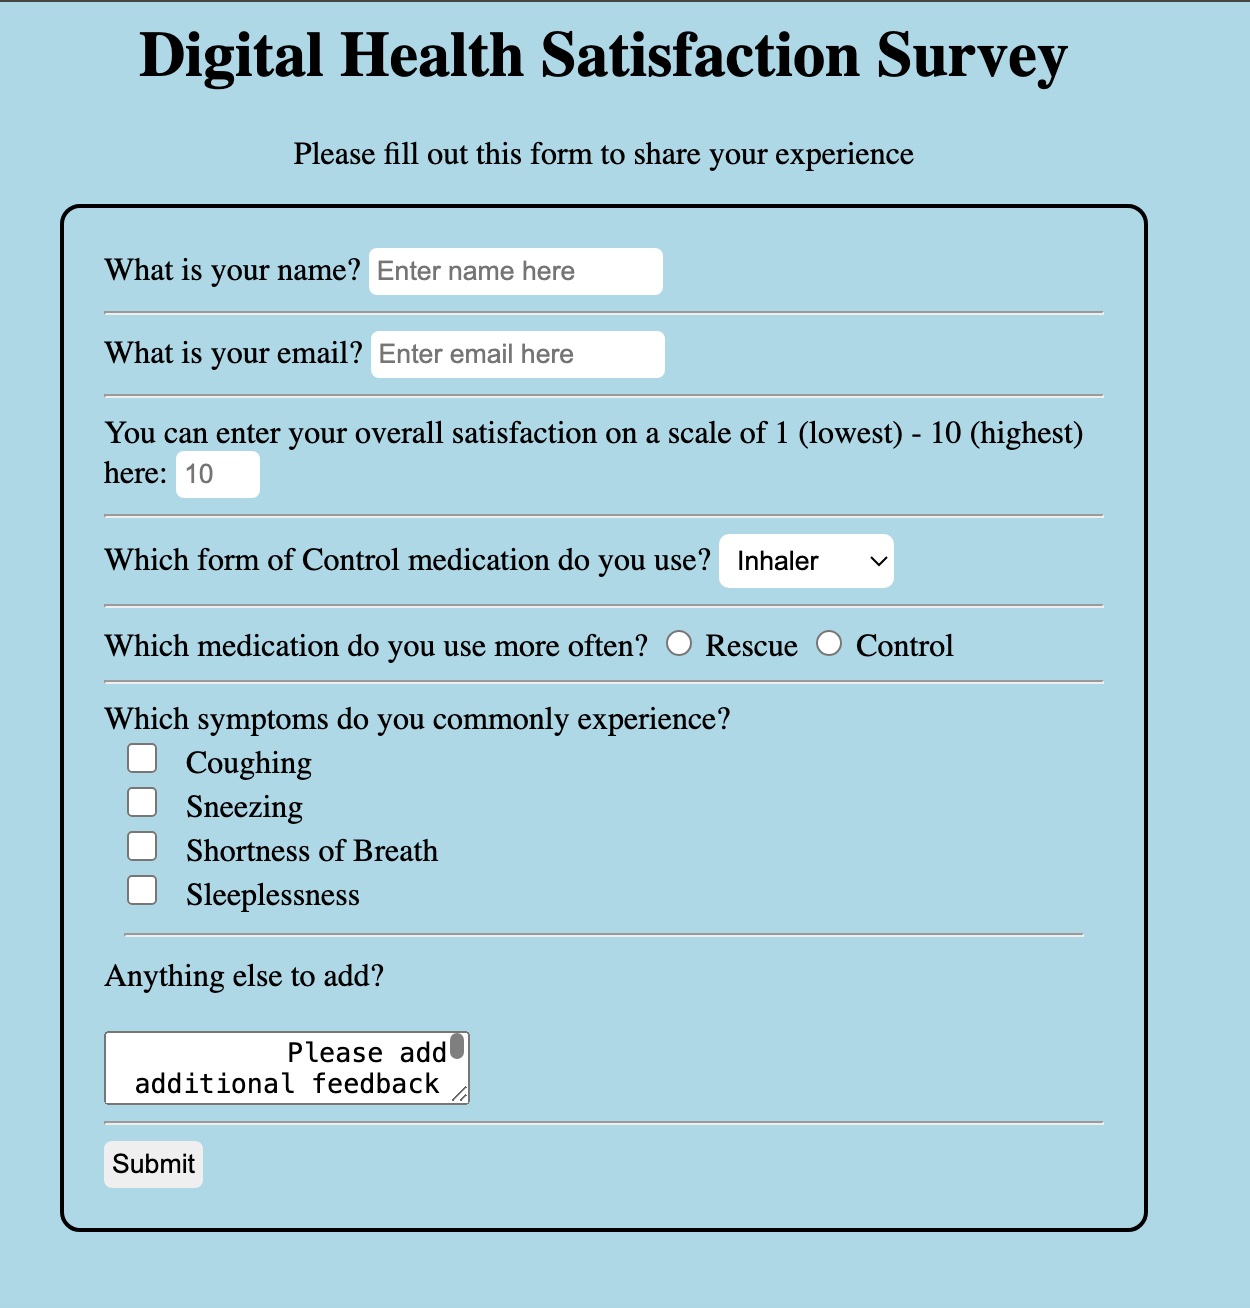 Digital Health Satisfaction Survey
Please fill out this form to share your experience
What is your name? Enter name here
What is your email? Enter email here
You can enter your overall satisfaction on a scale of 1 (lowest) - 10 (highest)
here: 10
Which form of Control medication do you use? Inhaler
Which medication do you use more often? Rescue Control
Which symptoms do you commonly experience?
Coughing
Sneezing
Shortness of Breath
Sleeplessness
Anything else to add?
Please add
additional feedback
Submit